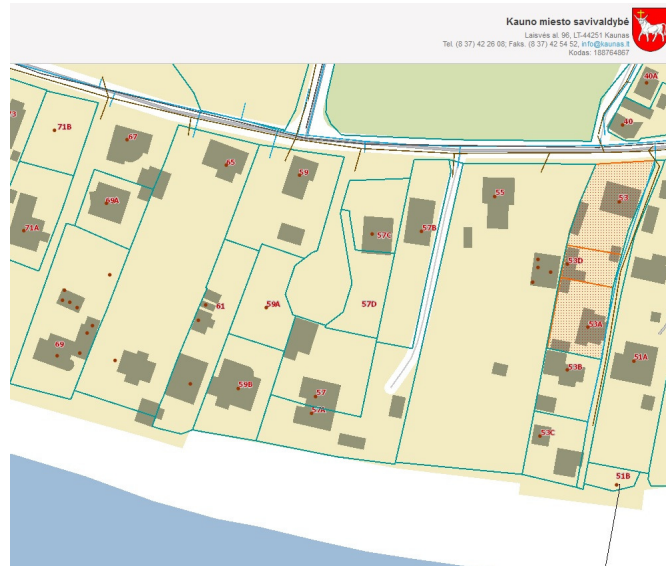 Kauno miesto savivaldybė
Laisvės al. 96, LT-44251 Kaunas
Tel. (8 37) 42 26 08; Faks. (8 37) 42 54 52, info@kaunas.lt
Kodas: 188764867
40A
40
73
71B
67
65
59
55
53
69A
71A
57C
57B
53D
61
59A
57D
53A
69
59B
57
57A
53B
51A
53C
51B